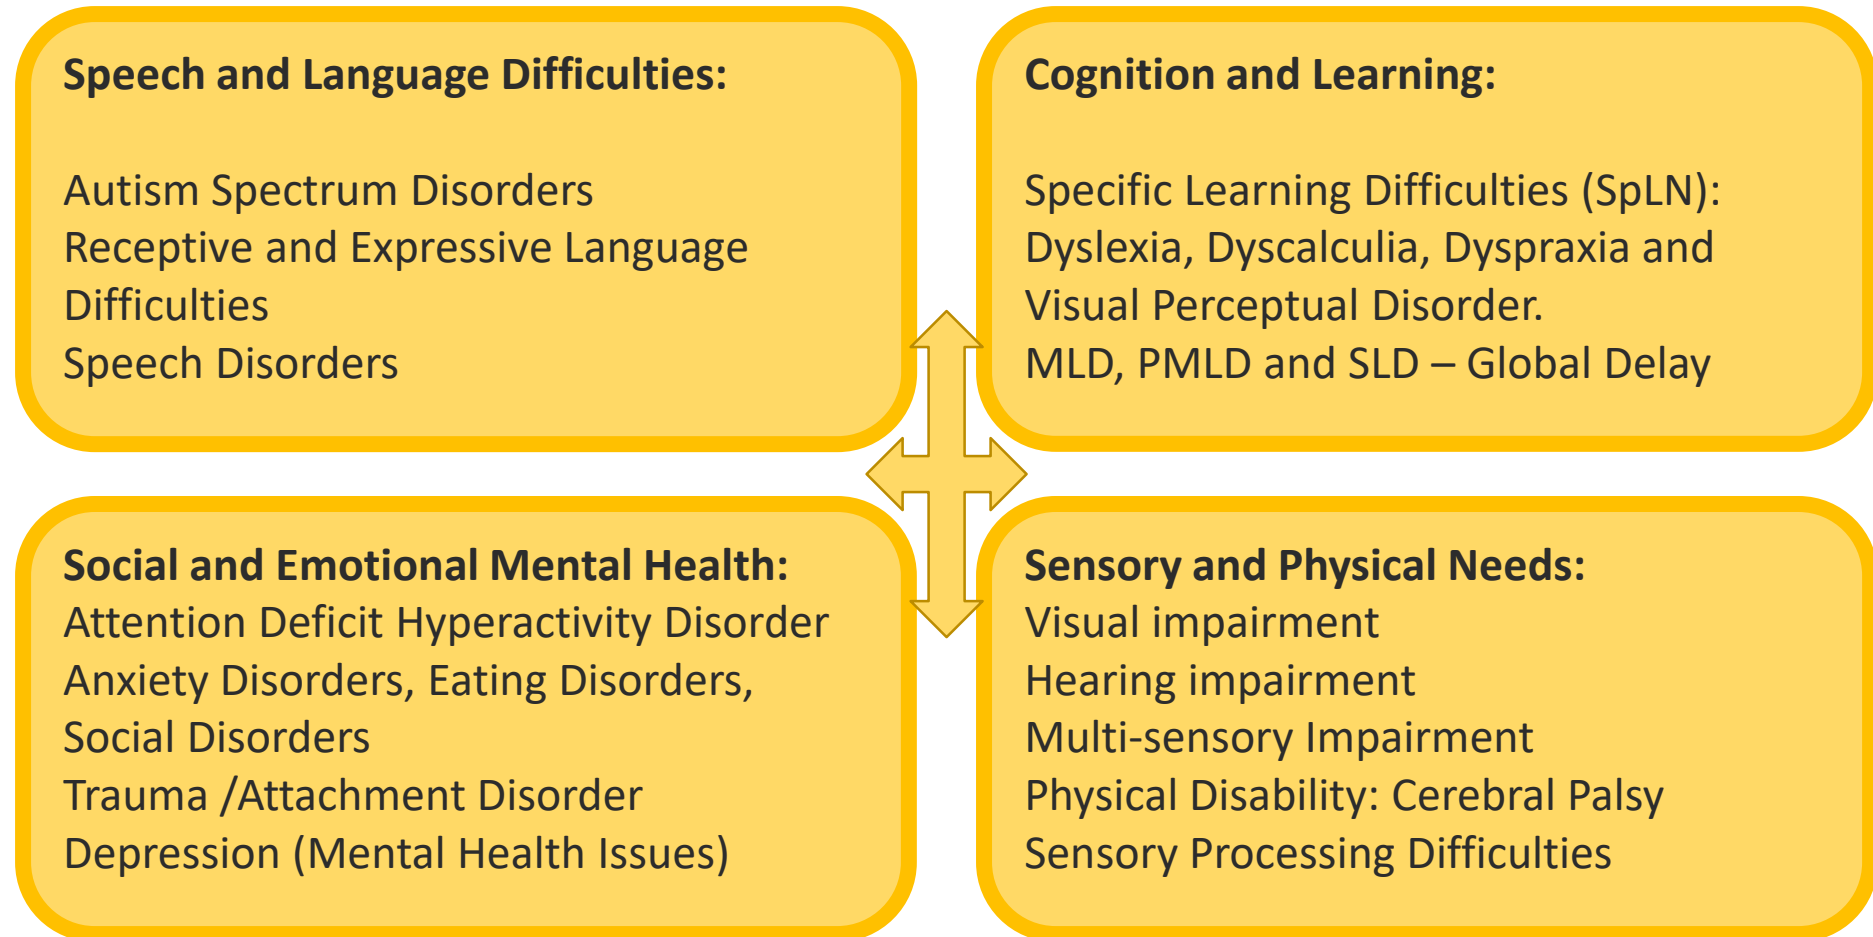 Speech and Language Difficulties:
Autism Spectrum Disorders
Receptive and Expressive Language
Difficulties
Speech Disorders
Cognition and Learning:
Specific Learning Difficulties (SpLN):
Dyslexia, Dyscalculia, Dyspraxia and
Visual Perceptual Disorder.
MLD, PMLD and SLD – Global Delay
Social and Emotional Mental Health:
Attention Deficit Hyperactivity Disorder
Anxiety Disorders, Eating Disorders,
Social Disorders
Trauma /Attachment Disorder
Depression (Mental Health Issues)
Sensory and Physical Needs:
Visual impairment
Hearing impairment
Multi-sensory Impairment
Physical Disability: Cerebral Palsy
Sensory Processing Difficulties